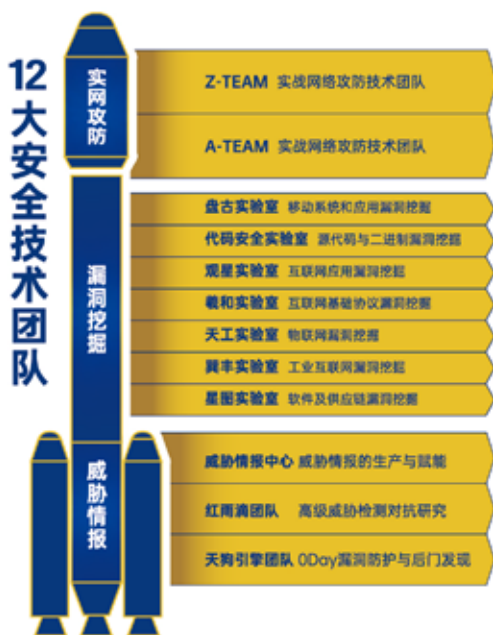 12大安全技术团队
实网攻防
Z-TEAM 实战网络攻防技术团队
A-TEAM 实战网络攻防技术团队
漏洞挖掘
盘古实验室 移动系统和应用漏洞挖掘
代码安全实验室 源代码与二进制漏洞挖掘
观星实验室 互联网应用漏洞挖掘
羲和实验室 互联网基础协议漏洞挖掘
天工实验室 物联网漏洞挖掘
巽丰实验室 工业互联网漏洞挖掘
星图实验室 软件及供应链漏洞挖掘
威胁情报
威胁情报中心 威胁情报的生产与赋能
红雨滴团队 高级威胁检测对抗研究
天狗引擎团队 0Day漏洞防护与后门发现